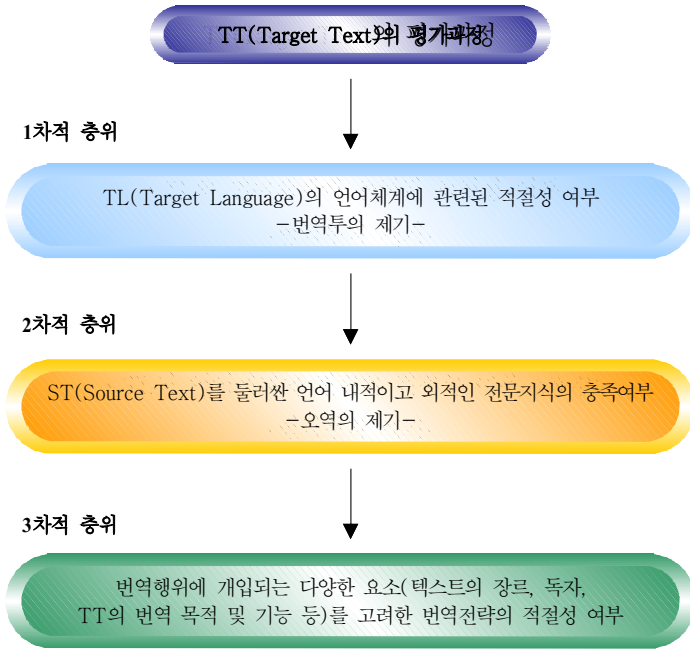 TT(Target Text)의 평가과정
1차적 층위
TL(Target Language)의 언어체계에 관련된 적절성 여부
-번역투의 제기-
2차적 층위
ST(Source Text)를 둘러싼 언어 내적이고 외적인 전문지식의 충족여부
-오역의 제기-
3차적 층위
번역행위에 개입되는 다양한 요소(텍스트의 장르, 독자,
TT의 번역 목적 및 기능 등)를 고려한 번역전략의 적절성 여부